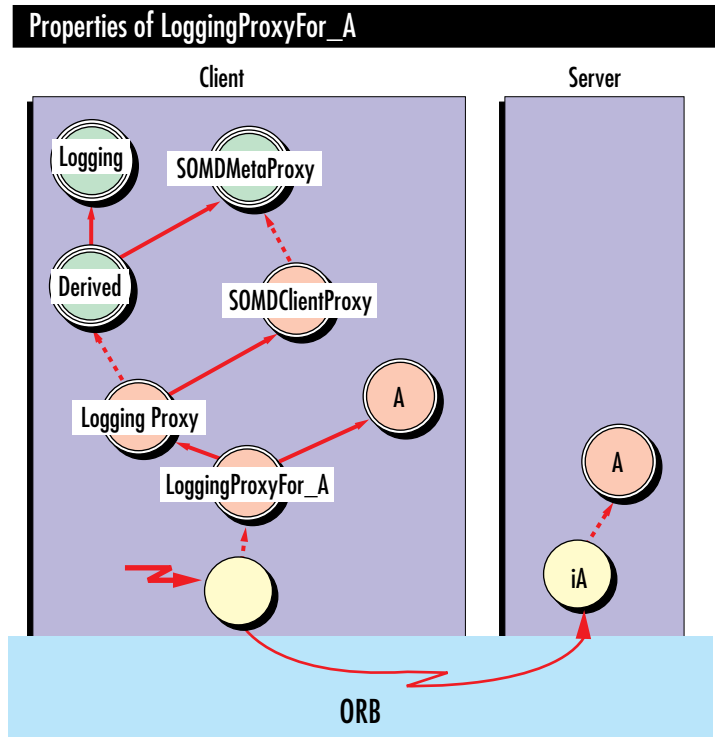 Properties of LoggingProxyFor_A
Client
Server
Logging
SOMDMetaProxy
Derived
SOMDClientProxy
Logging Proxy
A
LoggingProxyFor_A
A
iA
ORB